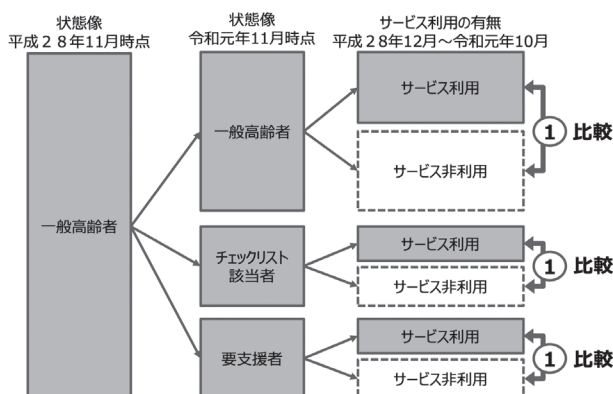 状態像
平成２８年11月時点
状態像
令和元年11月時点
サービス利用の有無
平成２8年12月～令和元年10月
一般高齢者
一般高齢者
サービス利用
サービス非利用
① 比較
チェックリスト
該当者
サービス利用
サービス非利用
① 比較
要支援者
サービス利用
サービス非利用
① 比較